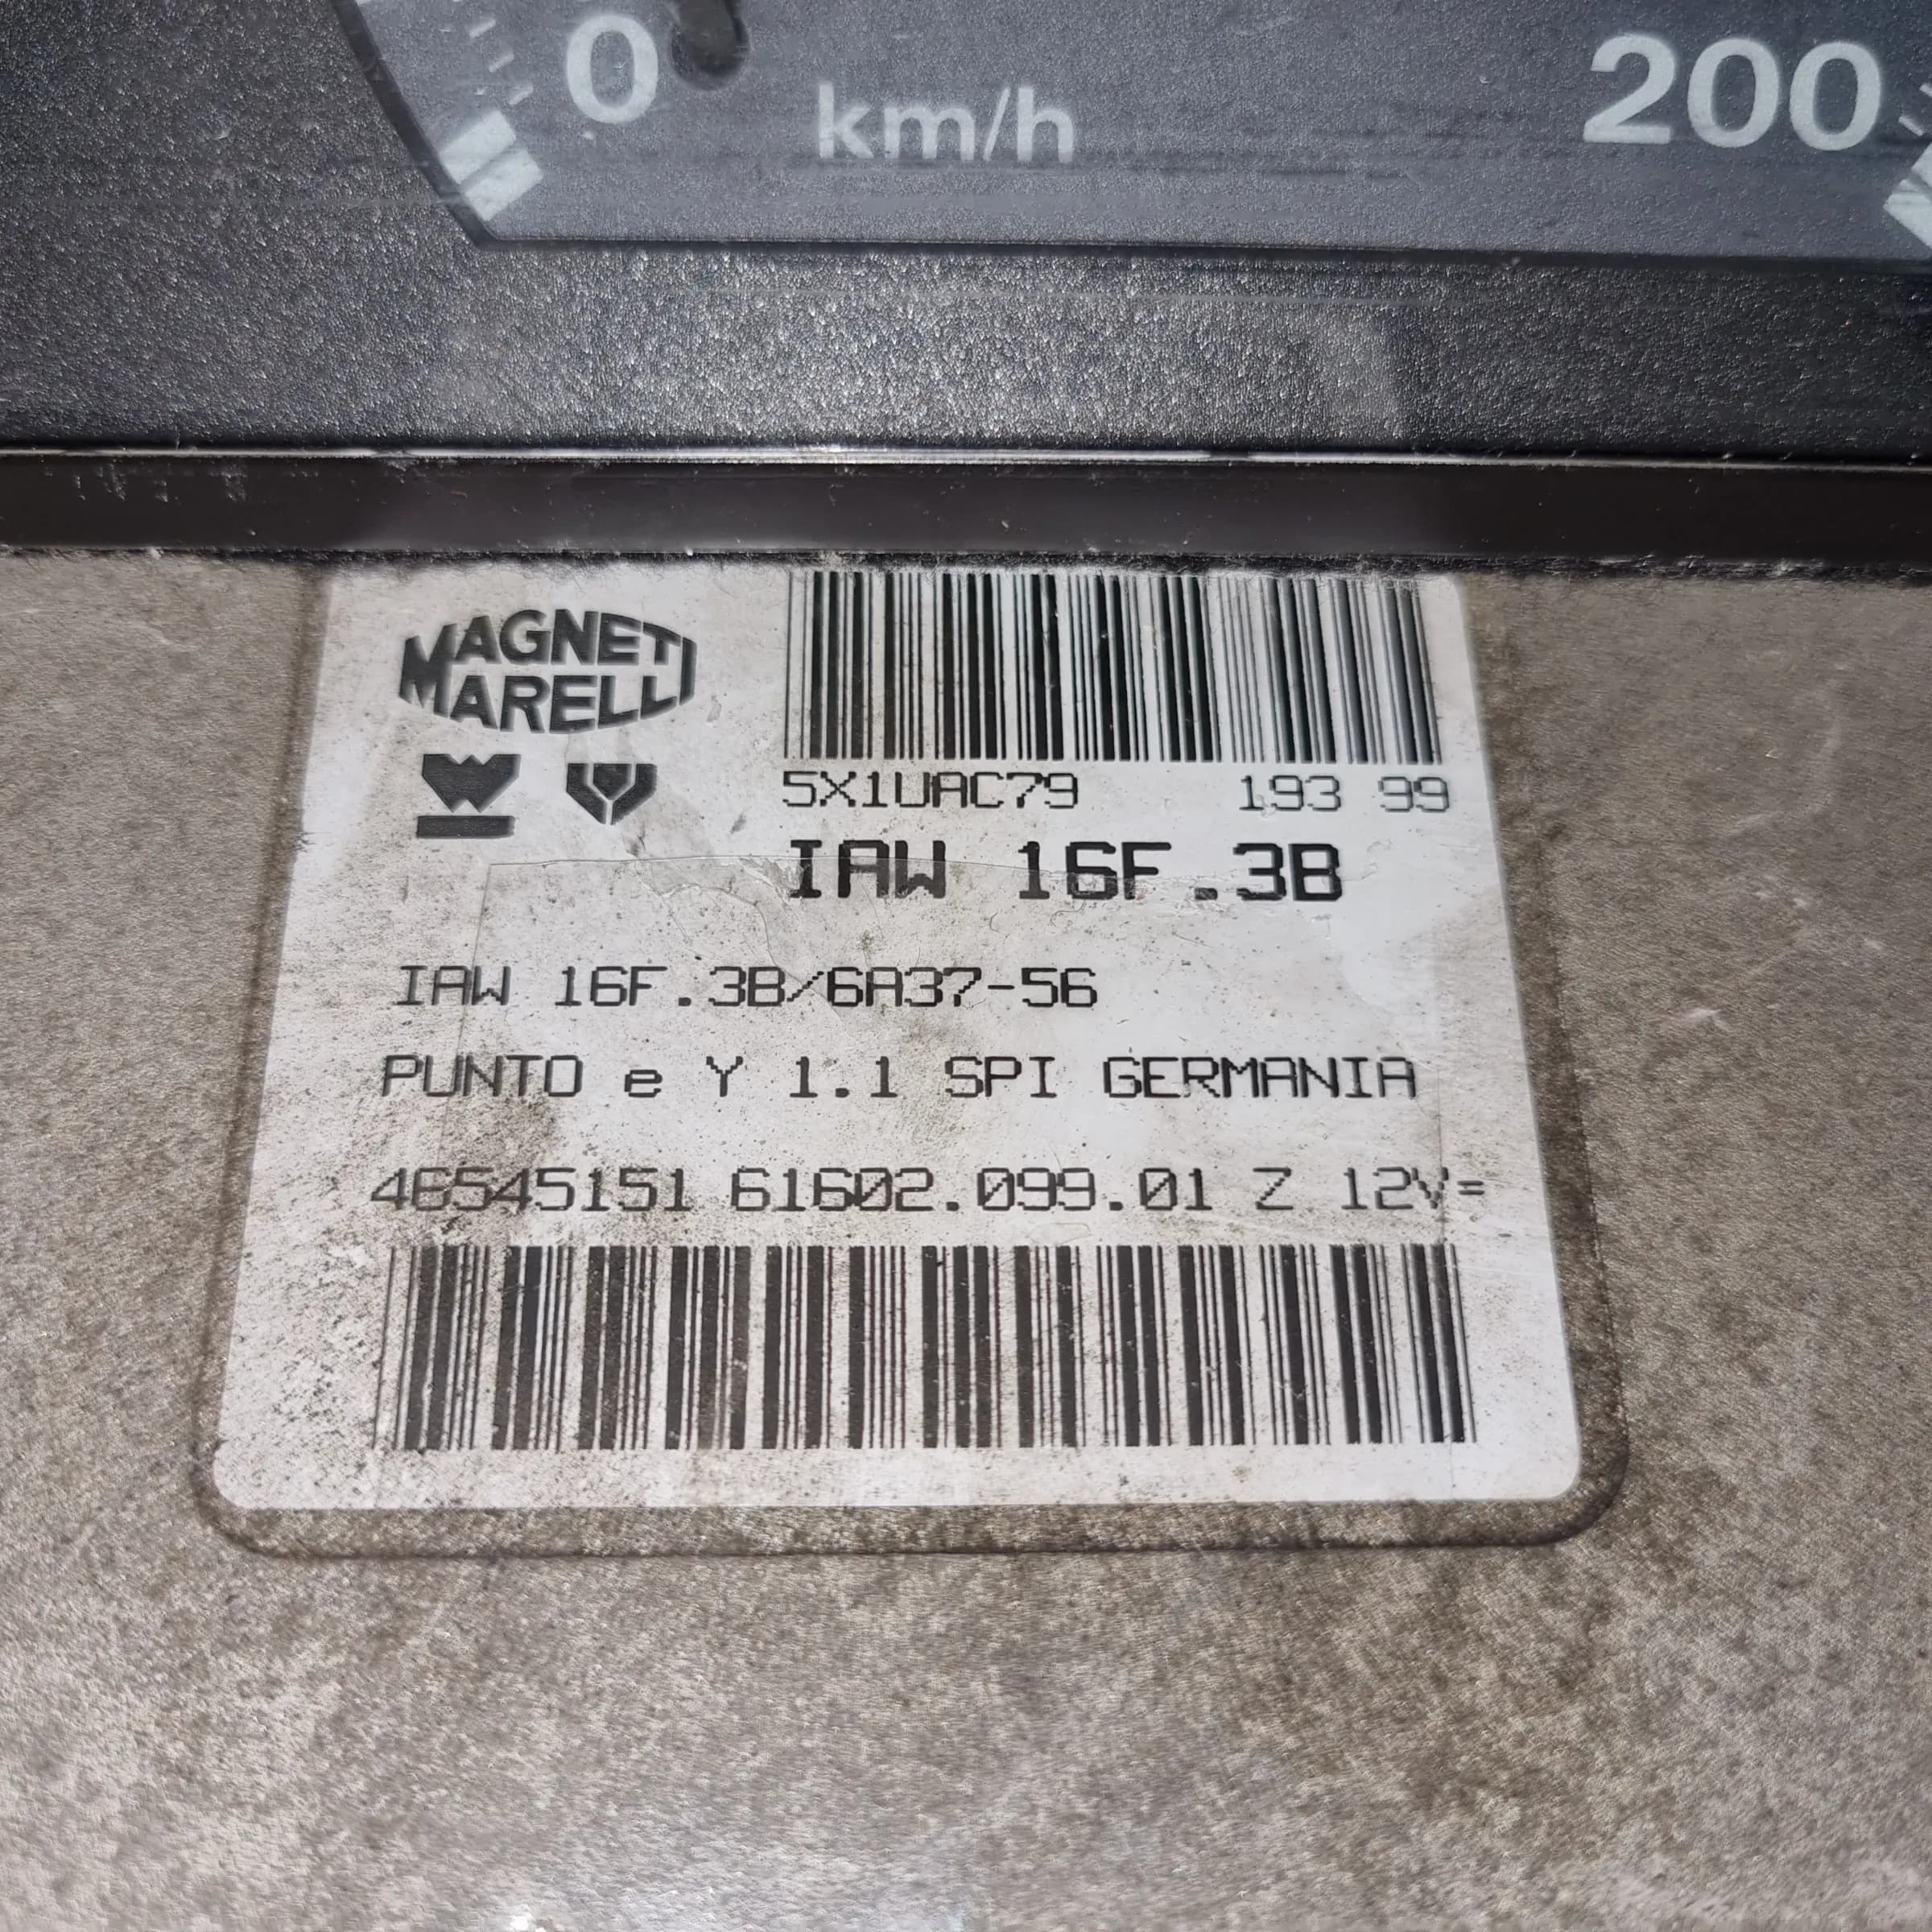 0 km/h 200
MAGNETI
MARELLI
5X1UAC79 193 99
IAW 16F.3B
IAW 16F.3B/6A37-56
PUNTO e Y 1.1 SPI GERMANIA
46545151 61602.099.01 Z 12V=